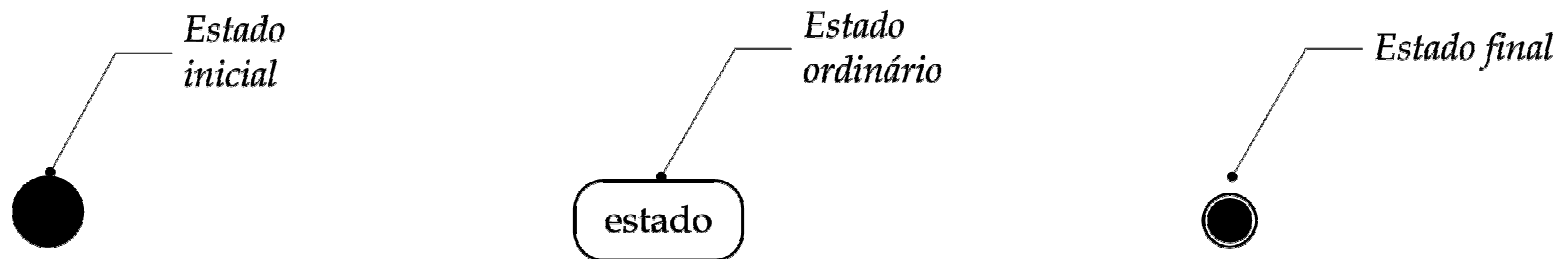 Estado
inicial
Estado
ordinário
Estado final
estado